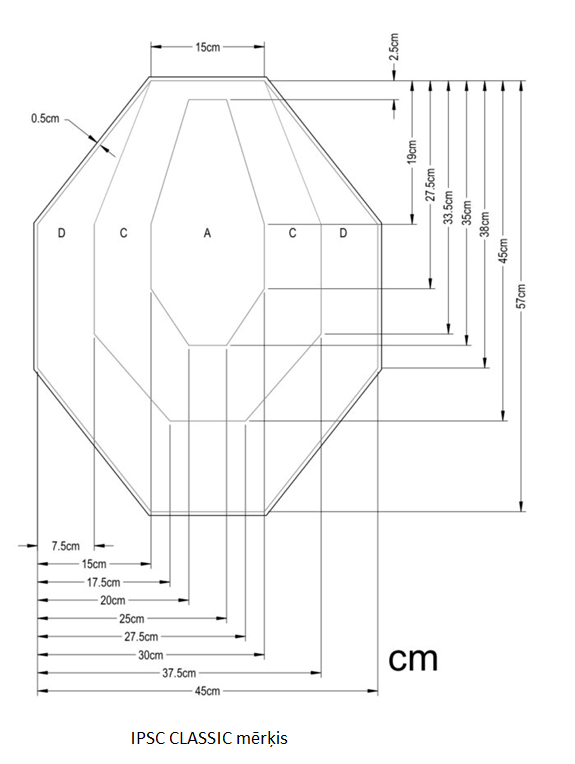 15cm
2.5cm
0.5cm
19cm
27.5cm
33.5cm
35cm
38cm
45cm
57cm
D C A C D
7.5cm
15cm
17.5cm
20cm
25cm
27.5cm
30cm
37.5cm
45cm
cm
IPSC CLASSIC mērķis